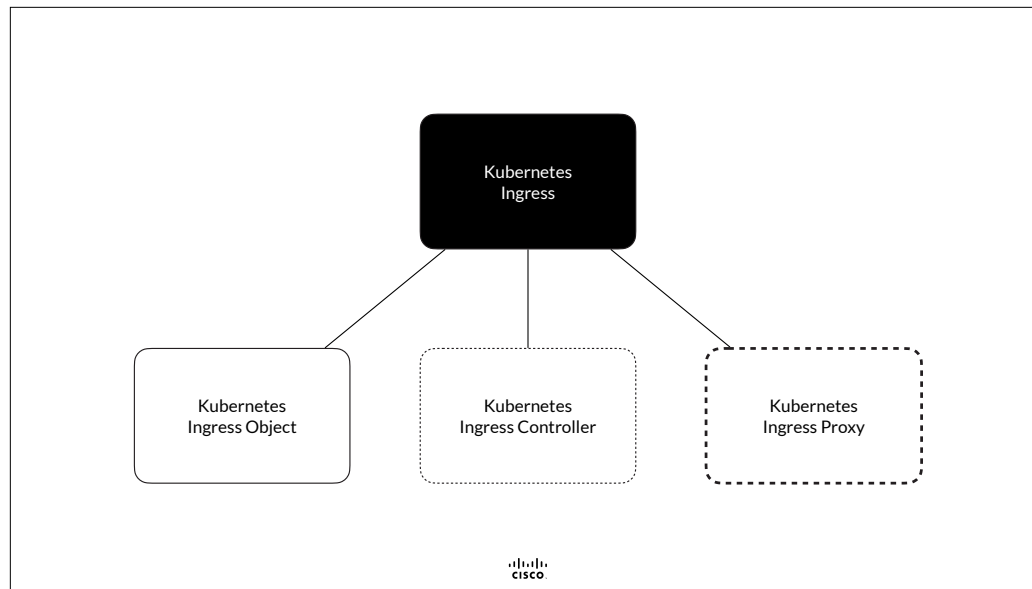 Kubernetes
Ingress
Kubernetes
Ingress Object
Kubernetes
Ingress Controller
Kubernetes
Ingress Proxy
CISCO